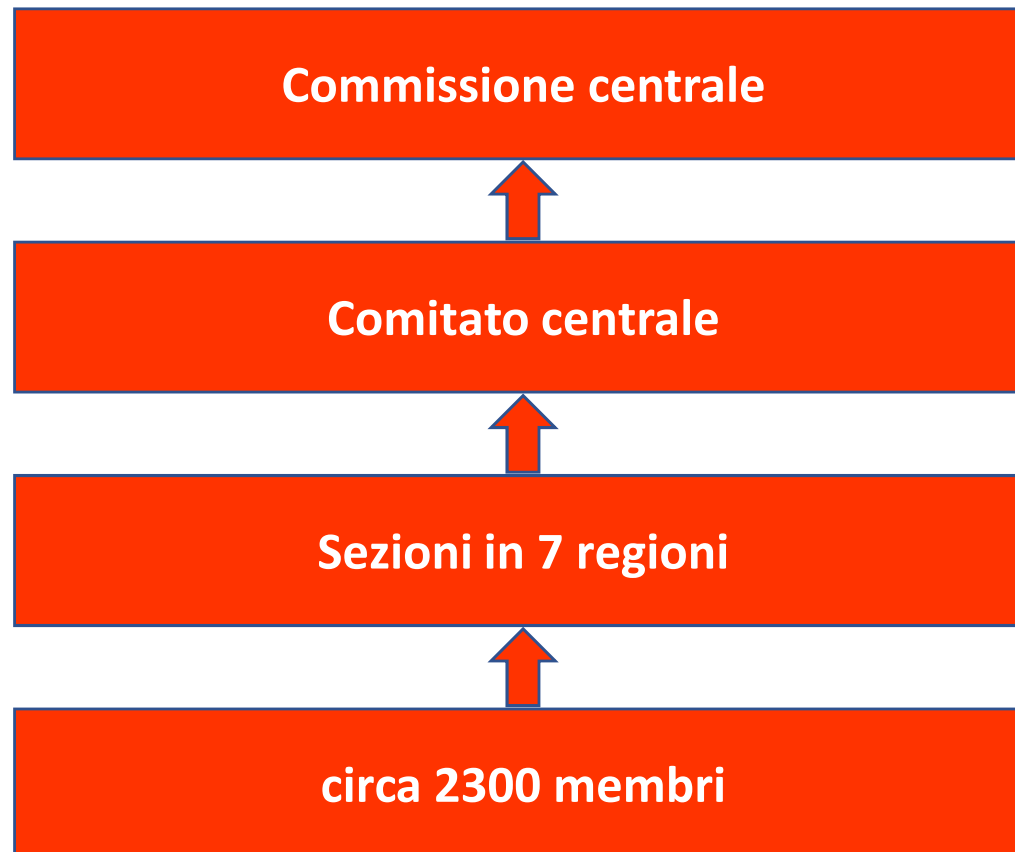 Commissione centrale
Comitato centrale
Sezioni in 7 regioni
circa 2300 membri